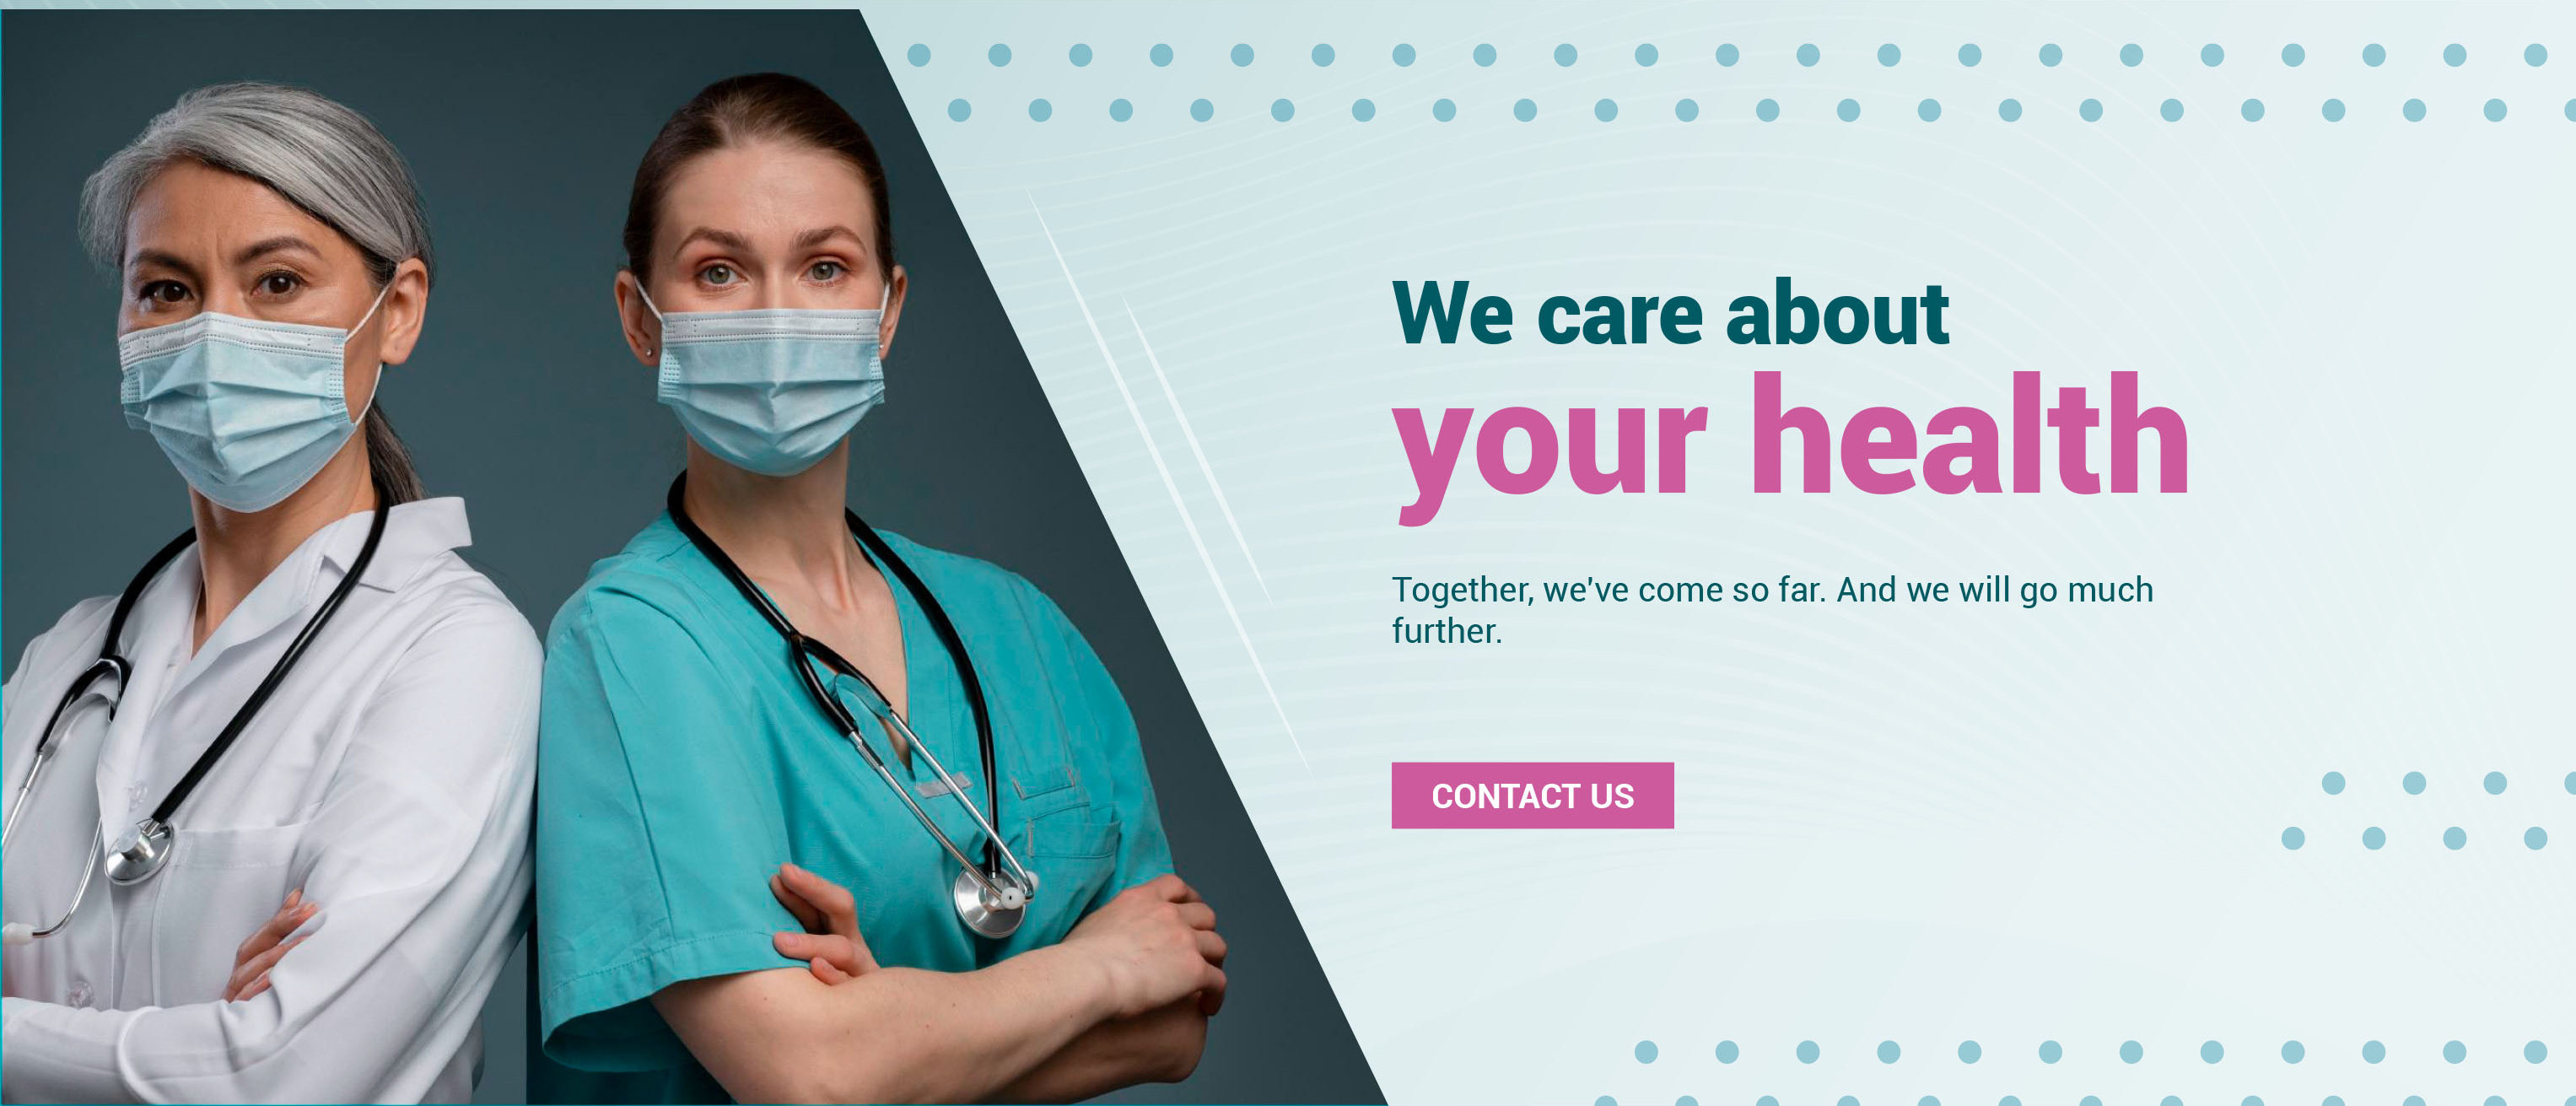 We care about
your health
Together, we've come so far. And we will go much
further.
CONTACT US